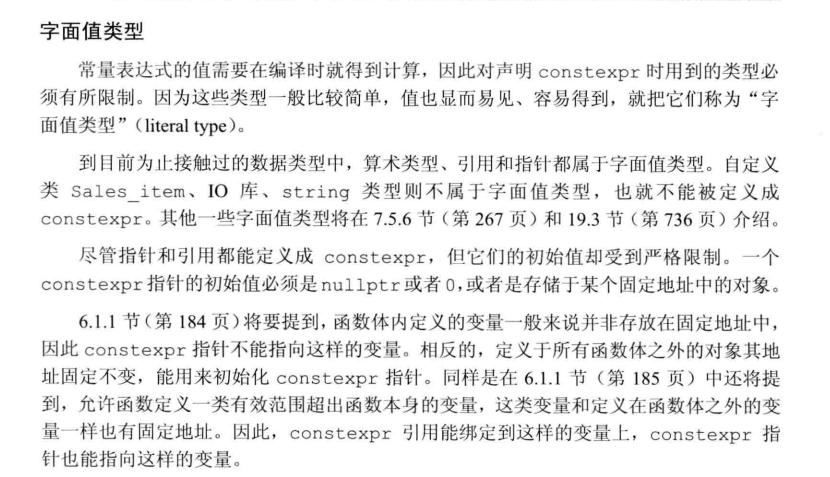 字面值类型
常量表达式的值需要在编译时就得到计算，因此对声明 constexpr 时用到的类型必
须有所限制。因为这些类型一般比较简单，值也显而易见、容易得到，就把它们称为“字
面值类型”（literal type）。
到目前为止接触过的数据类型中，算术类型、引用和指针都属于字面值类型。自定义
类 Sales_item、IO 库、string 类型则不属于字面值类型，也就不能被定义成
constexpr。其他一些字面值类型将在 7.5.6 节（第 267 页）和 19.3 节（第 736 页）介绍。
尽管指针和引用都能定义成 constexpr，但它们的初始值却受到严格限制。一个
constexpr 指针的初始值必须是 nullptr 或者 0，或者是存储于某个固定地址中的对象。
6.1.1 节（第 184 页）将要提到，函数体内定义的变量一般来说并非存放在固定地址中，
因此 constexpr 指针不能指向这样的变量。相反的，定义于所有函数体之外的对象其地
址固定不变，能用来初始化 constexpr 指针。同样是在 6.1.1 节（第 185 页）中还将提
到，允许函数定义一类有效范围超出函数本身的变量，这类变量和定义在函数体之外的变
量一样也有固定地址。因此，constexpr 引用能绑定到这样的变量上，constexpr 指
针也能指向这样的变量。